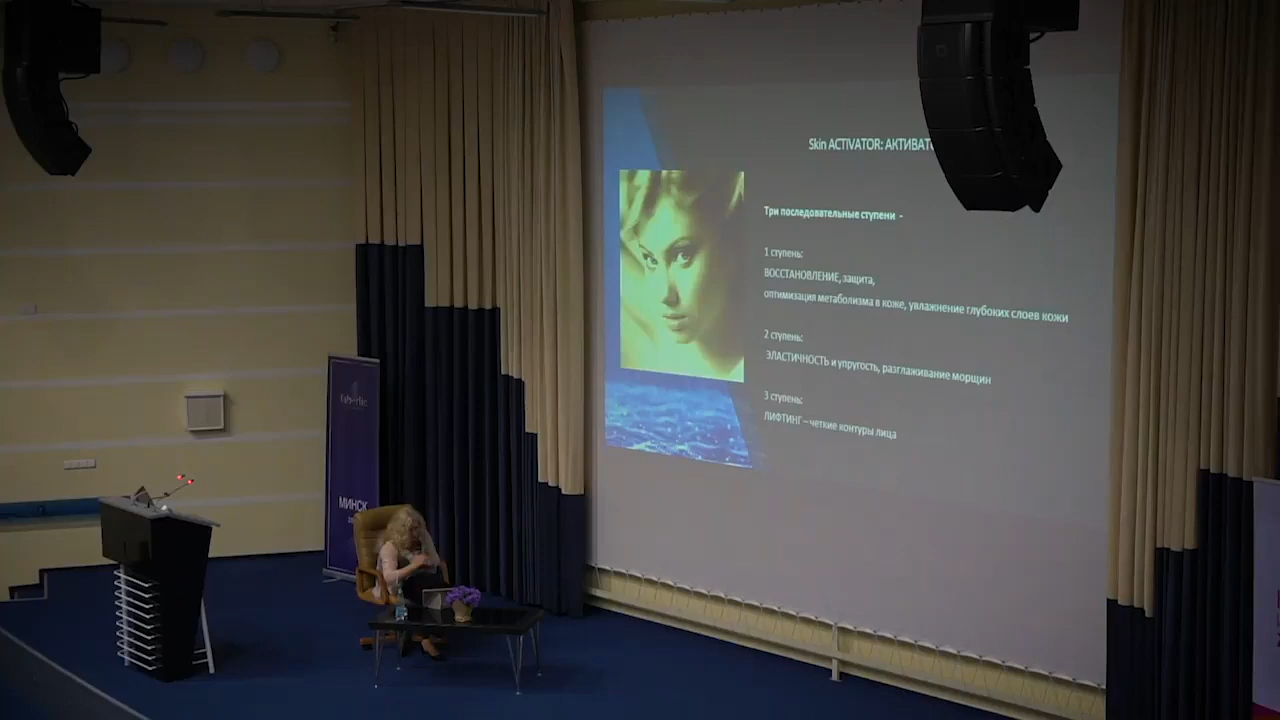 Skin ACTIVATOR: АКТИВАТ
Три последовательные ступени -
1 ступень:
ВОССТАНОВЛЕНИЕ, защита,
оптимизация метаболизма в коже, увлажнение глубоких слоев кожи
2 ступень:
ЭЛАСТИЧНОСТЬ и упругость, разглаживание морщин
3 ступень:
ЛИФТИНГ – четкие контуры лица
faberlic
МИНСК